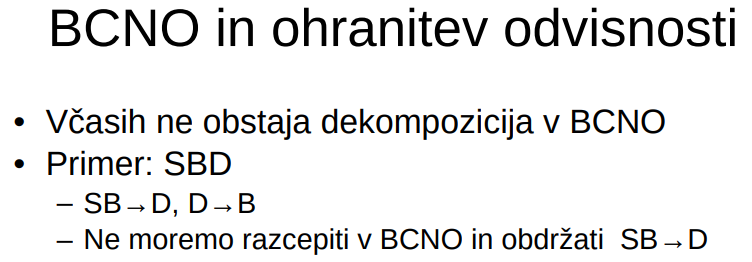 BCNO in ohranitev odvisnosti
• Včasih ne obstaja dekompozicija v BCNO
• Primer: SBD
– SB→D, D→B
– Ne moremo razcepiti v BCNO in obdržati SB→D